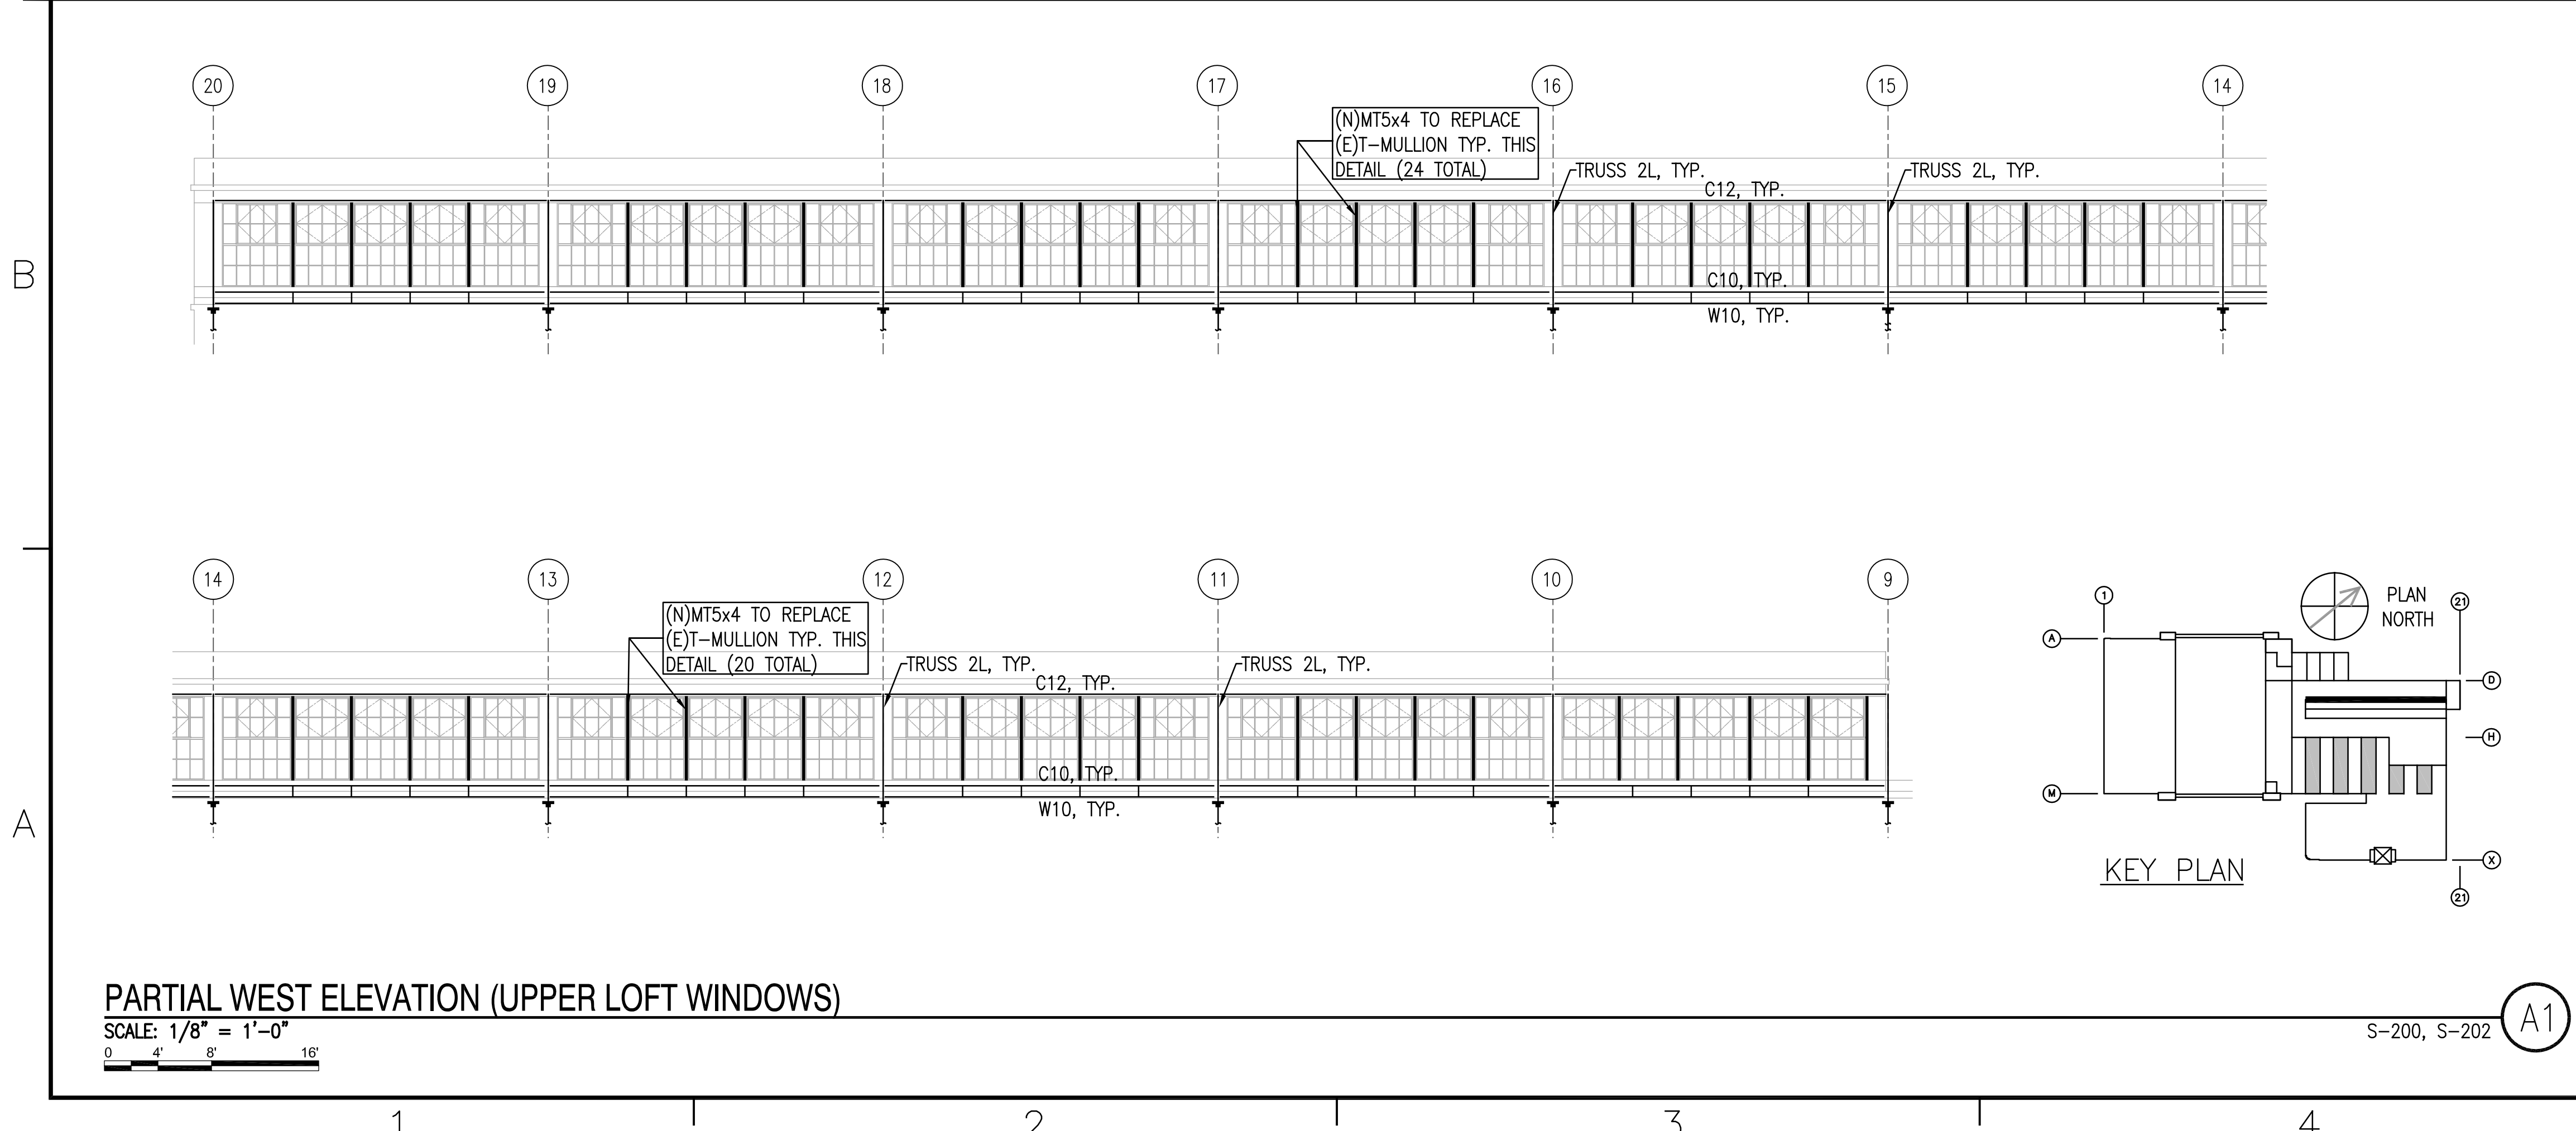 20 19 18 17 16 15 14
(N)MT5x4 TO REPLACE
(E)T-MULLION TYP. THIS
DETAIL (24 TOTAL)
TRUSS 2L, TYP.
TRUSS 2L, TYP.
C12, TYP.
B
C10, TYP.
W10, TYP.
14 13 12 11 10 9
(N)MT5x4 TO REPLACE
(E)T-MULLION TYP. THIS
DETAIL (20 TOTAL)
TRUSS 2L, TYP.
TRUSS 2L, TYP.
C12, TYP.
C10, TYP.
W10, TYP.
A
PLAN
NORTH
1
21
A
D
H
M
X
21
KEY PLAN
PARTIAL WEST ELEVATION (UPPER LOFT WINDOWS)
SCALE: 1/8" = 1'-0"
0 4' 8' 16'
S-200, S-202
A1
1 2 3 4